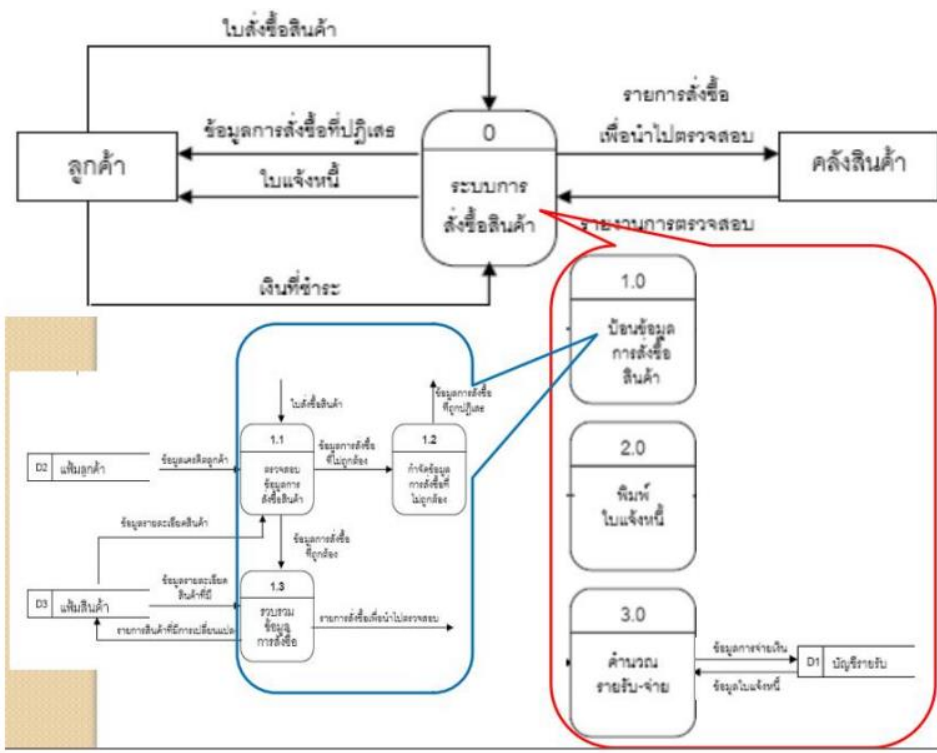 ใบสั่งซื้อสินค้า
ลูกค้า
ข้อมูลการสั่งซื้อที่ปฏิเสธ
ใบแจ้งหนี้
0
ระบบการ
สั่งซื้อสินค้า
รายการสั่งซื้อ
เพื่อนำไปตรวจสอบ
คลังสินค้า
รายงานการตรวจสอบ
เงินที่ชำระ
1.0
ป้อนข้อมูล
การสั่งซื้อ
สินค้า
2.0
พิมพ์
ใบแจ้งหนี้
3.0
คำนวณ
รายรับ-จ่าย
ข้อมูลการจ่ายเงิน
ข้อมูลใบแจ้งหนี้
D1 บัญชีรายรับ
ใบสั่งซื้อสินค้า
ข้อมูลการสั่งซื้อ
ที่ถูกปฏิเสธ
D2 แฟ้มลูกค้า
ข้อมูลเครดิตลูกค้า
1.1
ตรวจสอบ
ข้อมูลการ
สั่งซื้อสินค้า
ข้อมูลการสั่งซื้อ
ที่ไม่ถูกต้อง
1.2
กำจัดข้อมูล
การสั่งซื้อที่
ไม่ถูกต้อง
ข้อมูลรายละเอียดสินค้า
ข้อมูลการสั่งซื้อ
ที่ถูกต้อง
D3 แฟ้มสินค้า
ข้อมูลรายละเอียด
สินค้าที่มี
รายการสินค้าที่มีการเปลี่ยนแปลง
1.3
รวบรวม
ข้อมูล
การสั่งซื้อ
รายการสั่งซื้อเพื่อนำไปตรวจสอบ